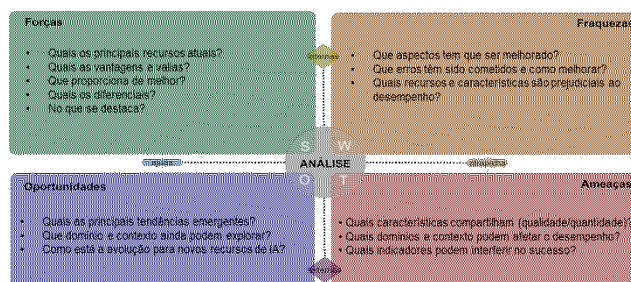 Forças
• Quais os principais recursos atuais?
• Quais as vantagens e valias?
• Que proporciona de melhor?
• Quais os diferenciais?
• No que se destaca?
Fraquezas
• Que aspectos tem que ser melhorado?
• Que erros têm sido cometidos e como melhorar?
• Quais recursos e características são prejudiciais ao
desempenho?
Internas
S W
ANÁLISE
O T
ajuda
atrapalha
Oportunidades
• Quais as principais tendências emergentes?
• Que domínio e contexto ainda podem explorar?
• Como está a evolução para novos recursos de IA?
Ameaças
• Quais características compartilham (qualidade/quantidade)?
• Quais domínios e contexto podem afetar o desempenho?
• Quais indicadores podem interferir no sucesso?